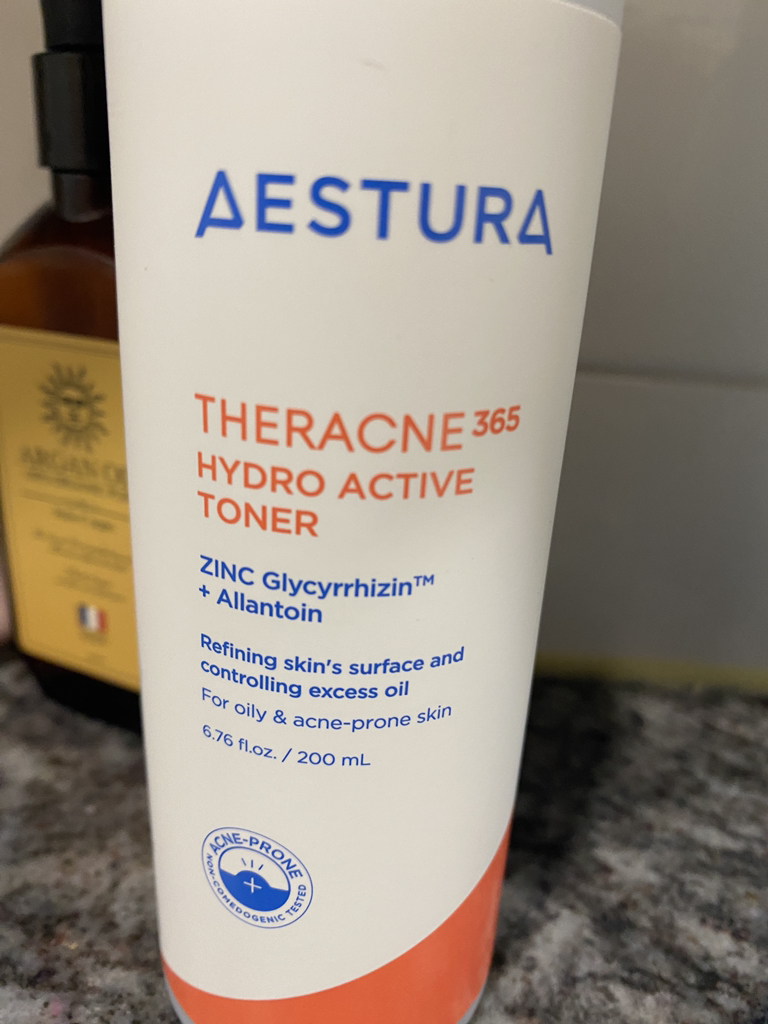 AESTURA
THERACNE 365
HYDRO ACTIVE
TONER
ZINC Glycyrrhizin™
+ Allantoin
Refining skin's surface and
controlling excess oil
For oily & acne-prone skin
6.76 fl.oz. / 200 mL
ACNE-PRONE
NON-COMEDOGENIC TESTED
ARGAN